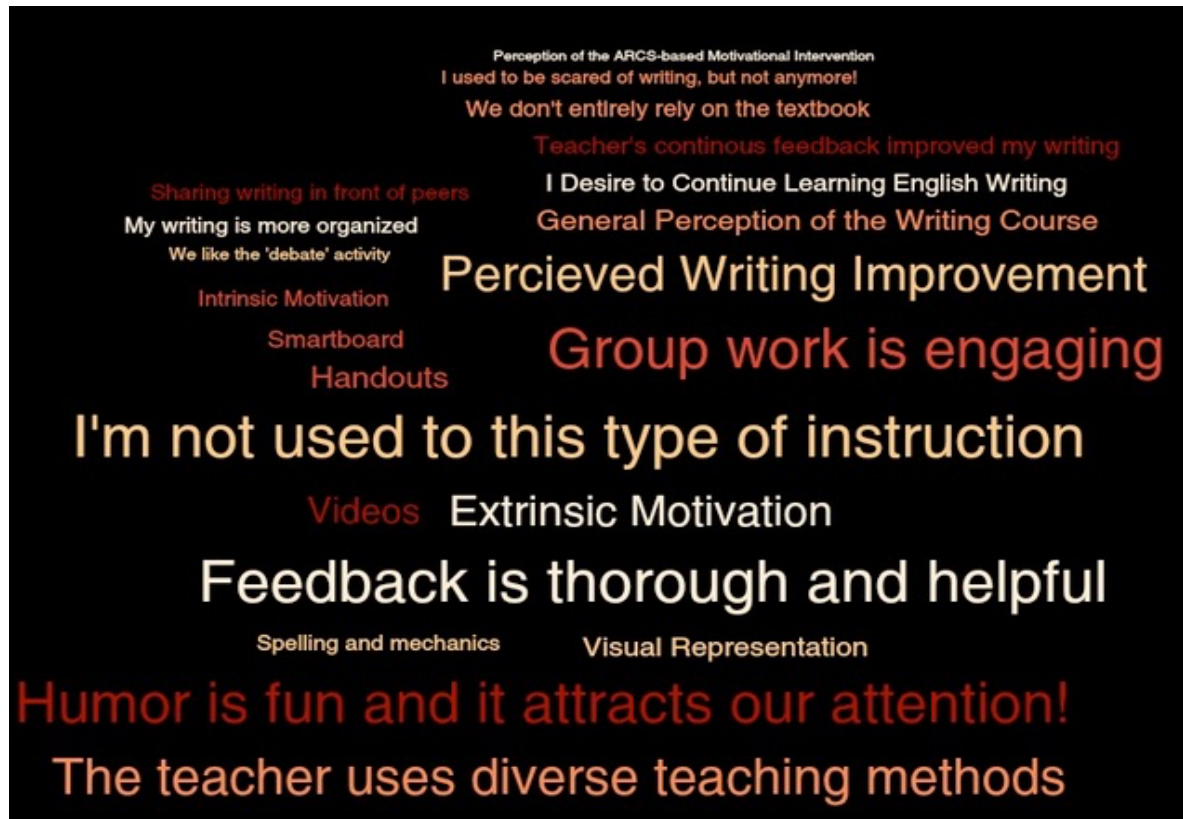 Perception of the ARCS-based Motivational Intervention
I used to be scared of writing, but not anymore!
We don't entirely rely on the textbook
Teacher's continous feedback improved my writing
I Desire to Continue Learning English Writing
Sharing writing in front of peers
General Perception of the Writing Course
My writing is more organized
We like the 'debate' activity
Percieved Writing Improvement
Intrinsic Motivation
Smartboard
Group work is engaging
Handouts
I'm not used to this type of instruction
Videos
Extrinsic Motivation
Feedback is thorough and helpful
Spelling and mechanics
Visual Representation
Humor is fun and it attracts our attention!
The teacher uses diverse teaching methods